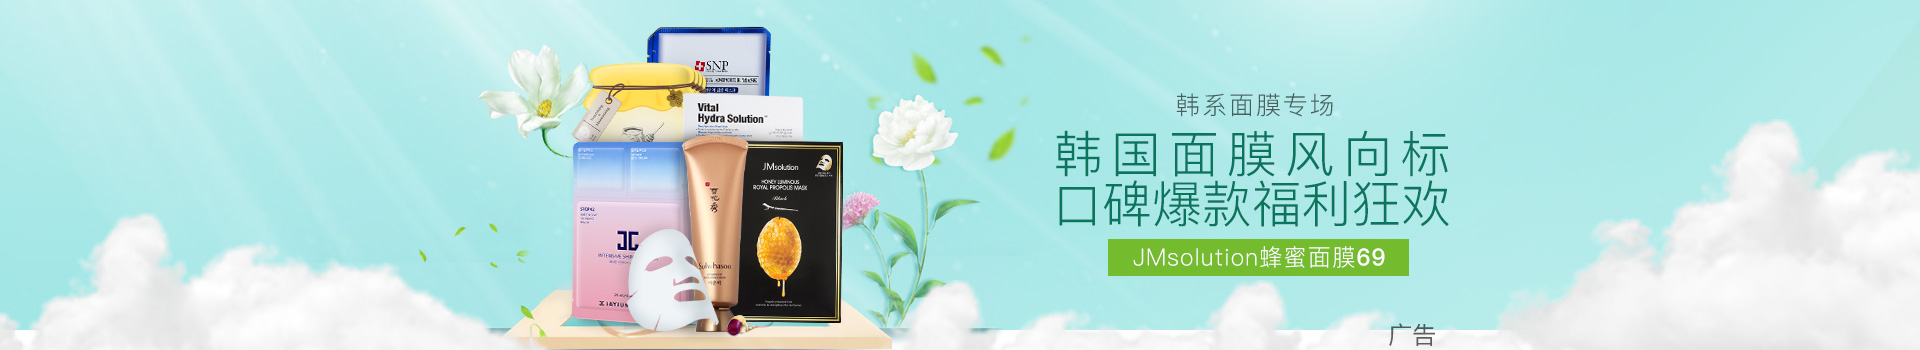 韩系面膜专场
韩国面膜风向标
口碑爆款福利狂欢
JMsolution蜂蜜面膜69
广告
SNP
Vital
Hydra Solution
JMsolution
HONEY LUMINOUS
ROYAL PROPOLIS MASK
Black
Sulwhasoo